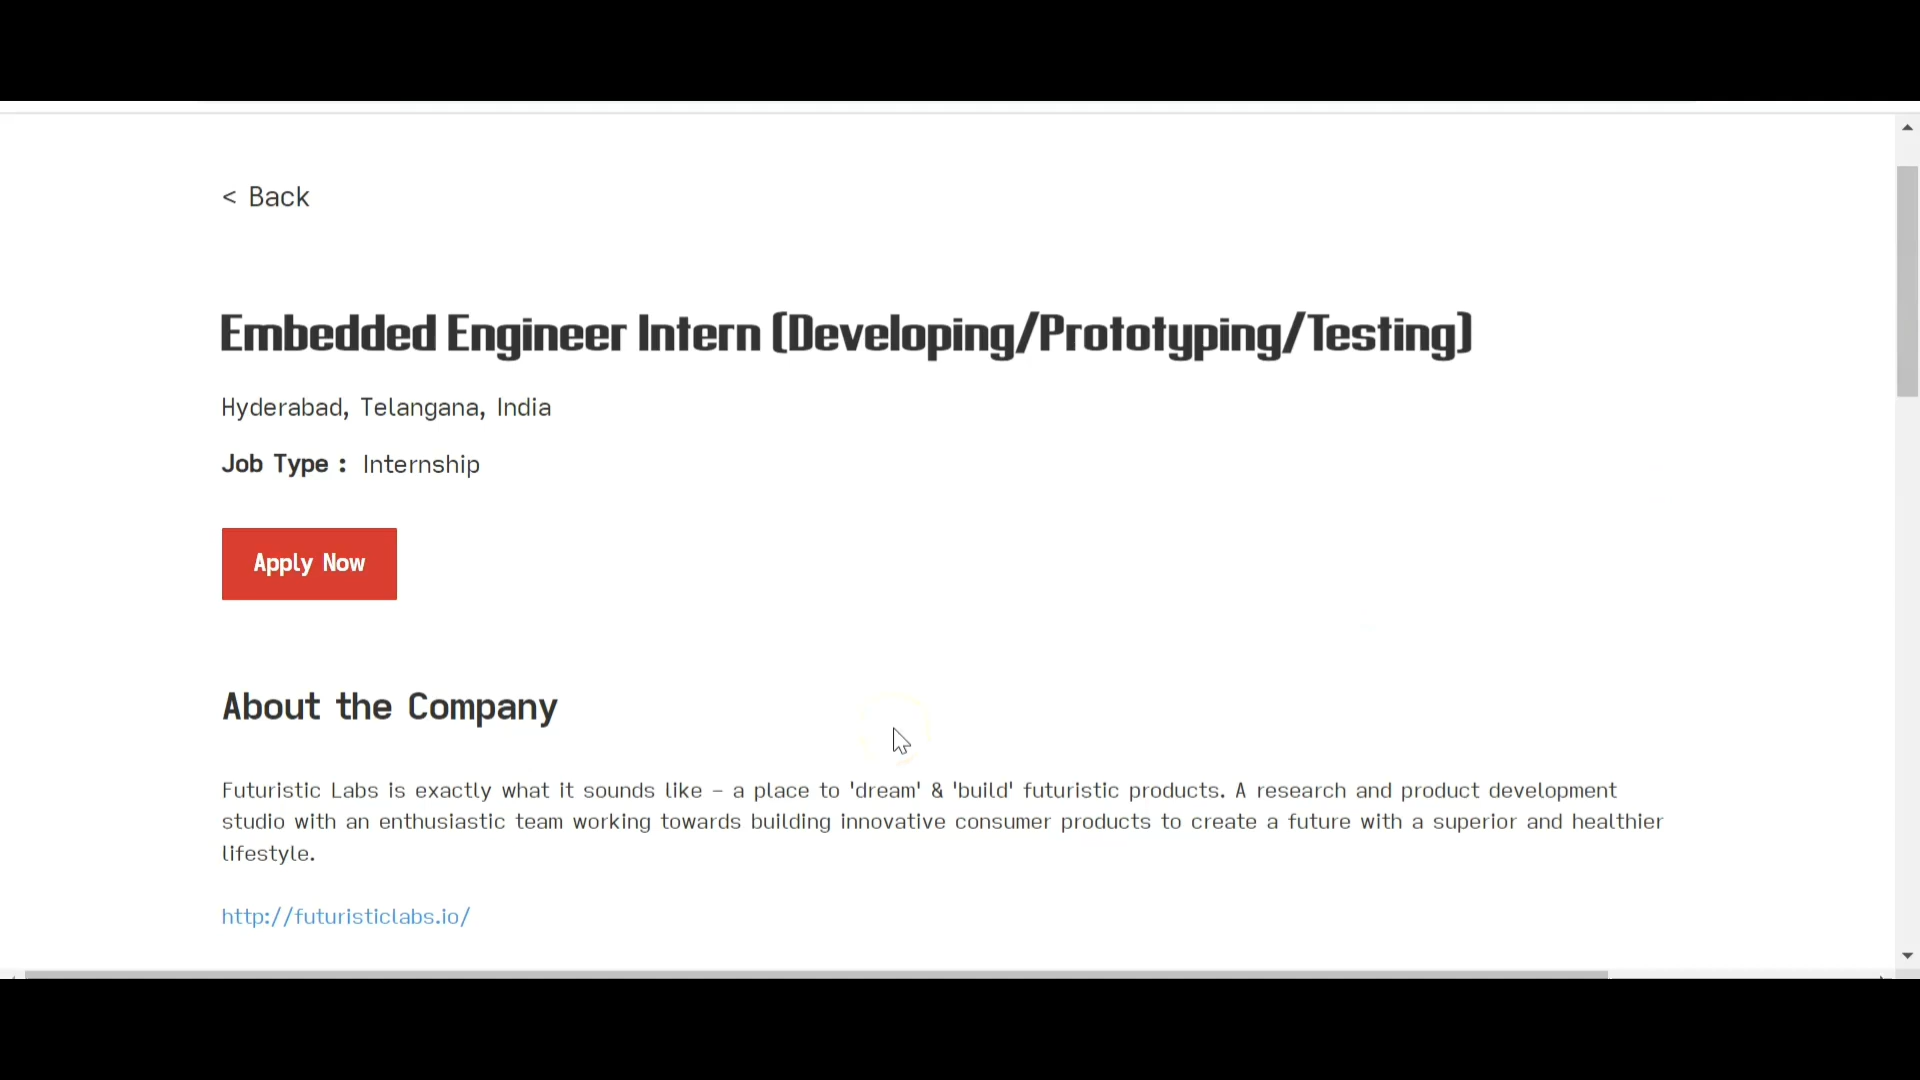 < Back
Embedded Engineer Intern (Developing/Prototyping/Testing)
Hyderabad, Telangana, India
Job Type : Internship
Apply Now
About the Company
Futuristic Labs is exactly what it sounds like – a place to 'dream' & 'build' futuristic products. A research and product development
studio with an enthusiastic team working towards building innovative consumer products to create a future with a superior and healthier
lifestyle.
http://futuristiclabs.io/